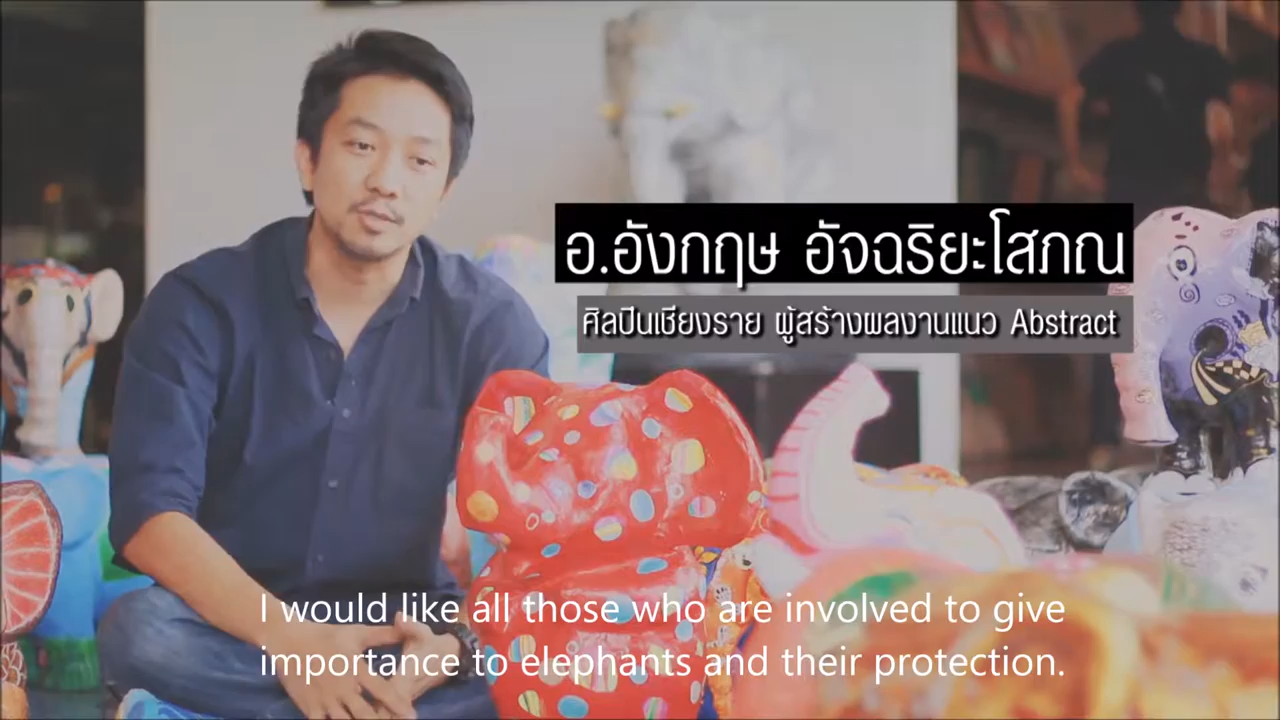 อ.อังกฤษ อัจฉริยะโสภณ
ศิลปินเชียงราย ผู้สร้างผลงานแนว Abstract
I would like all those who are involved to give
importance to elephants and their protection.